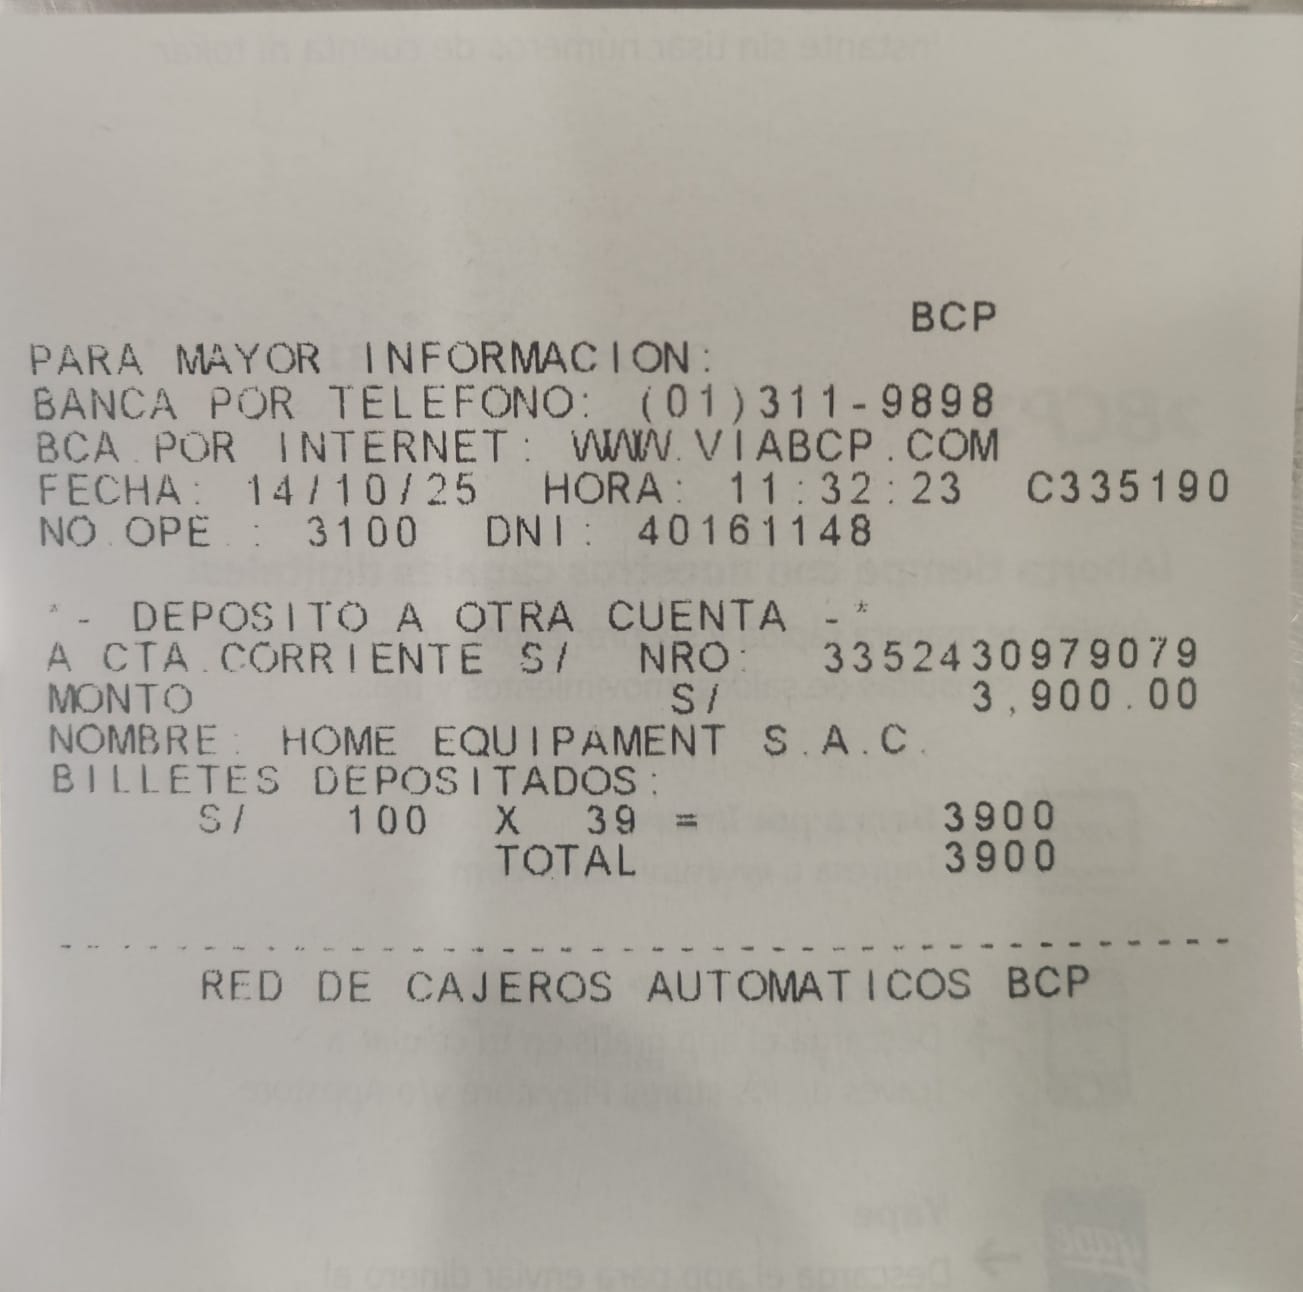 BCP
PARA MAYOR INFORMACION:
BANCA POR TELEFONO: (01)311-9898
BCA.POR INTERNET: WWW.VIABCP.COM
FECHA: 14/10/25 HORA: 11:32:23 C335190
NO.OPE : 3100 DNI: 40161148
*- DEPOSITO A OTRA CUENTA -*
A CTA.CORRIENTE S/ NRO: 3352430979079
MONTO S/ 3,900.00
NOMBRE: HOME EQUIPAMENT S.A.C.
BILLETES DEPOSITADOS:
S/ 100 X 39 = 3900
TOTAL 3900
----------------------------------------
RED DE CAJEROS AUTOMATICOS BCP